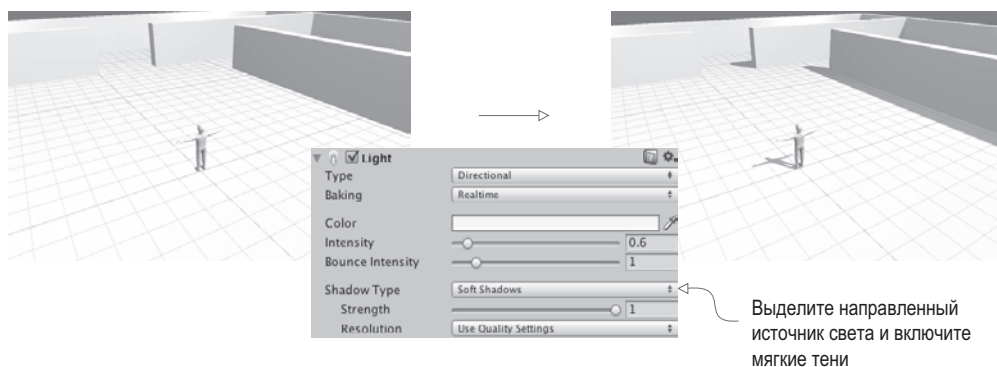 Light
Type Directional
Baking Realtime
Color
Intensity 0.6
Bounce Intensity 1
Shadow Type Soft Shadows
Strength 1
Resolution Use Quality Settings
Выделите направленный
источник света и включите
мягкие тени